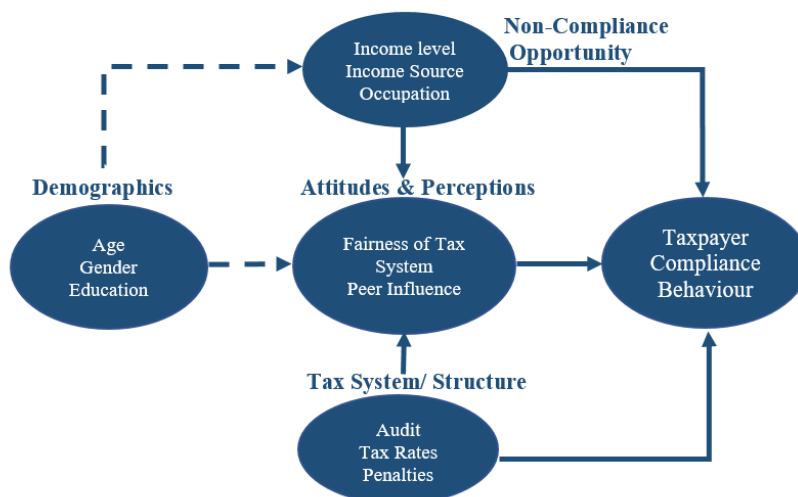 Non-Compliance
Opportunity
Income level
Income Source
Occupation
Demographics
Attitudes & Perceptions
Age
Gender
Education
Fairness of Tax
System
Peer Influence
Taxpayer
Compliance
Behaviour
Tax System/ Structure
Audit
Tax Rates
Penalties